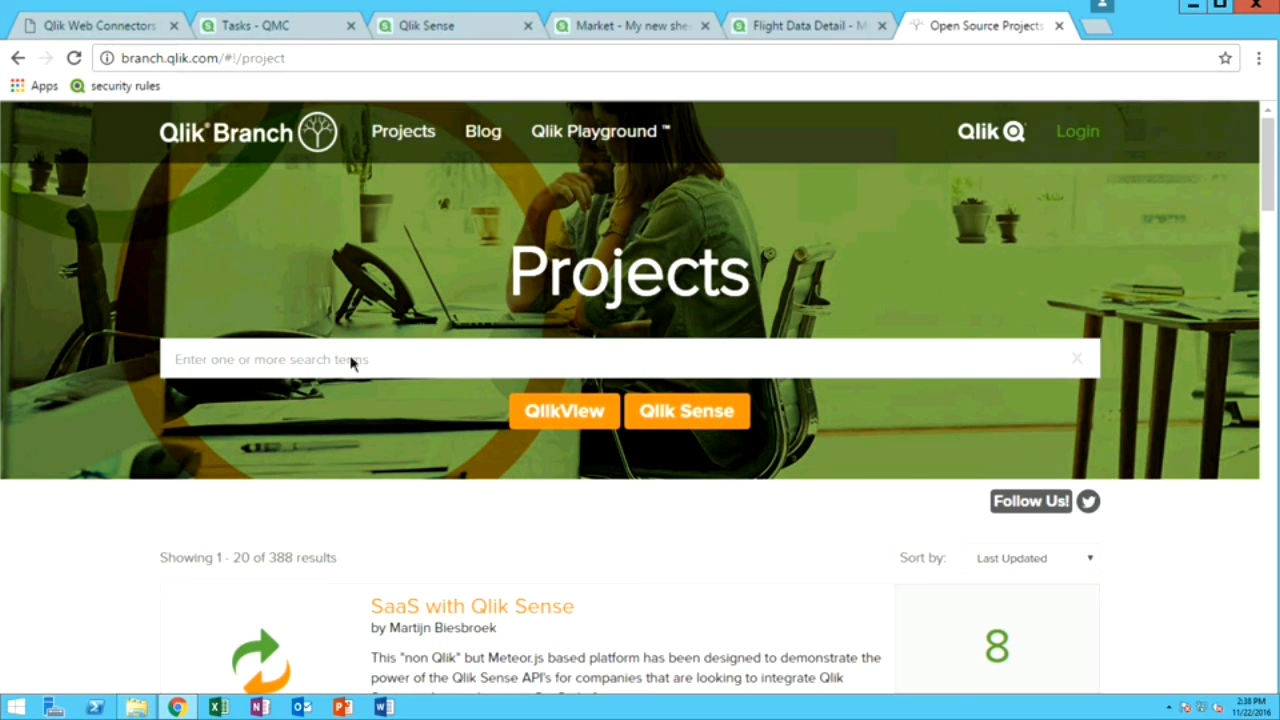 Qlik Web Connectors
Tasks - QMC
Qlik Sense
Market - My new she
Flight Data Detail - M
Open Source Projects
branch.qlik.com/#!/project
Apps
security rules
Qlik Branch
Projects
Blog
Qlik Playground ™
Qlik
Login
Projects
Enter one or more search terms
X
QlikView
Qlik Sense
Follow Us!
Showing 1 - 20 of 388 results
Sort by:
Last Updated
SaaS with Qlik Sense
by Martijn Biesbroek
8
This "non Qlik" but Meteor.js based platform has been designed to demonstrate the
power of the Qlik Sense API's for companies that are looking to integrate Qlik
2:38 PM
11/22/2016